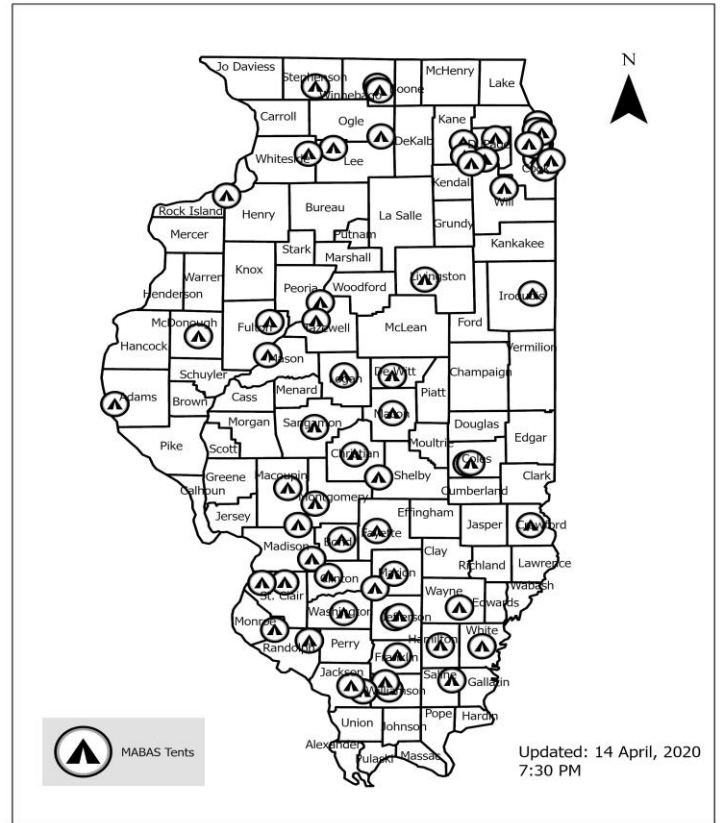 N
Jo Daviess
Stephenson
Winnebago
Boone
McHenry
Lake
Carroll
Ogle
DeKalb
Kane
DuPage
Cook
Whiteside
Lee
Kendall
Will
Rock Island
Henry
Bureau
La Salle
Grundy
Mercer
Putnam
Kankakee
Stark
Marshall
Knox
Warren
Henderson
Peoria
Woodford
Livingston
Iroquois
McDonough
Fulton
Tazewell
McLean
Ford
Hancock
Mason
Vermilion
Schuyler
Logan
De Witt
Champaign
Adams
Brown
Cass
Menard
Piatt
Macon
Morgan
Sangamon
Douglas
Edgar
Pike
Scott
Moultrie
Christian
Coles
Greene
Macoupin
Shelby
Clark
Calhoun
Montgomery
Cumberland
Jersey
Effingham
Jasper
Crawford
Fayette
Bond
Madison
Clay
Richland
Lawrence
Clinton
Marion
Wabash
St. Clair
Wayne
Edwards
Monroe
Washington
Jefferson
White
Randolph
Perry
Hamilton
Franklin
Jackson
Williamson
Saline
Gallazin
Union
Johnson
Pope
Hardin
Alexander
Pulaski
Massac
MABAS Tents
Updated: 14 April, 2020
7:30 PM